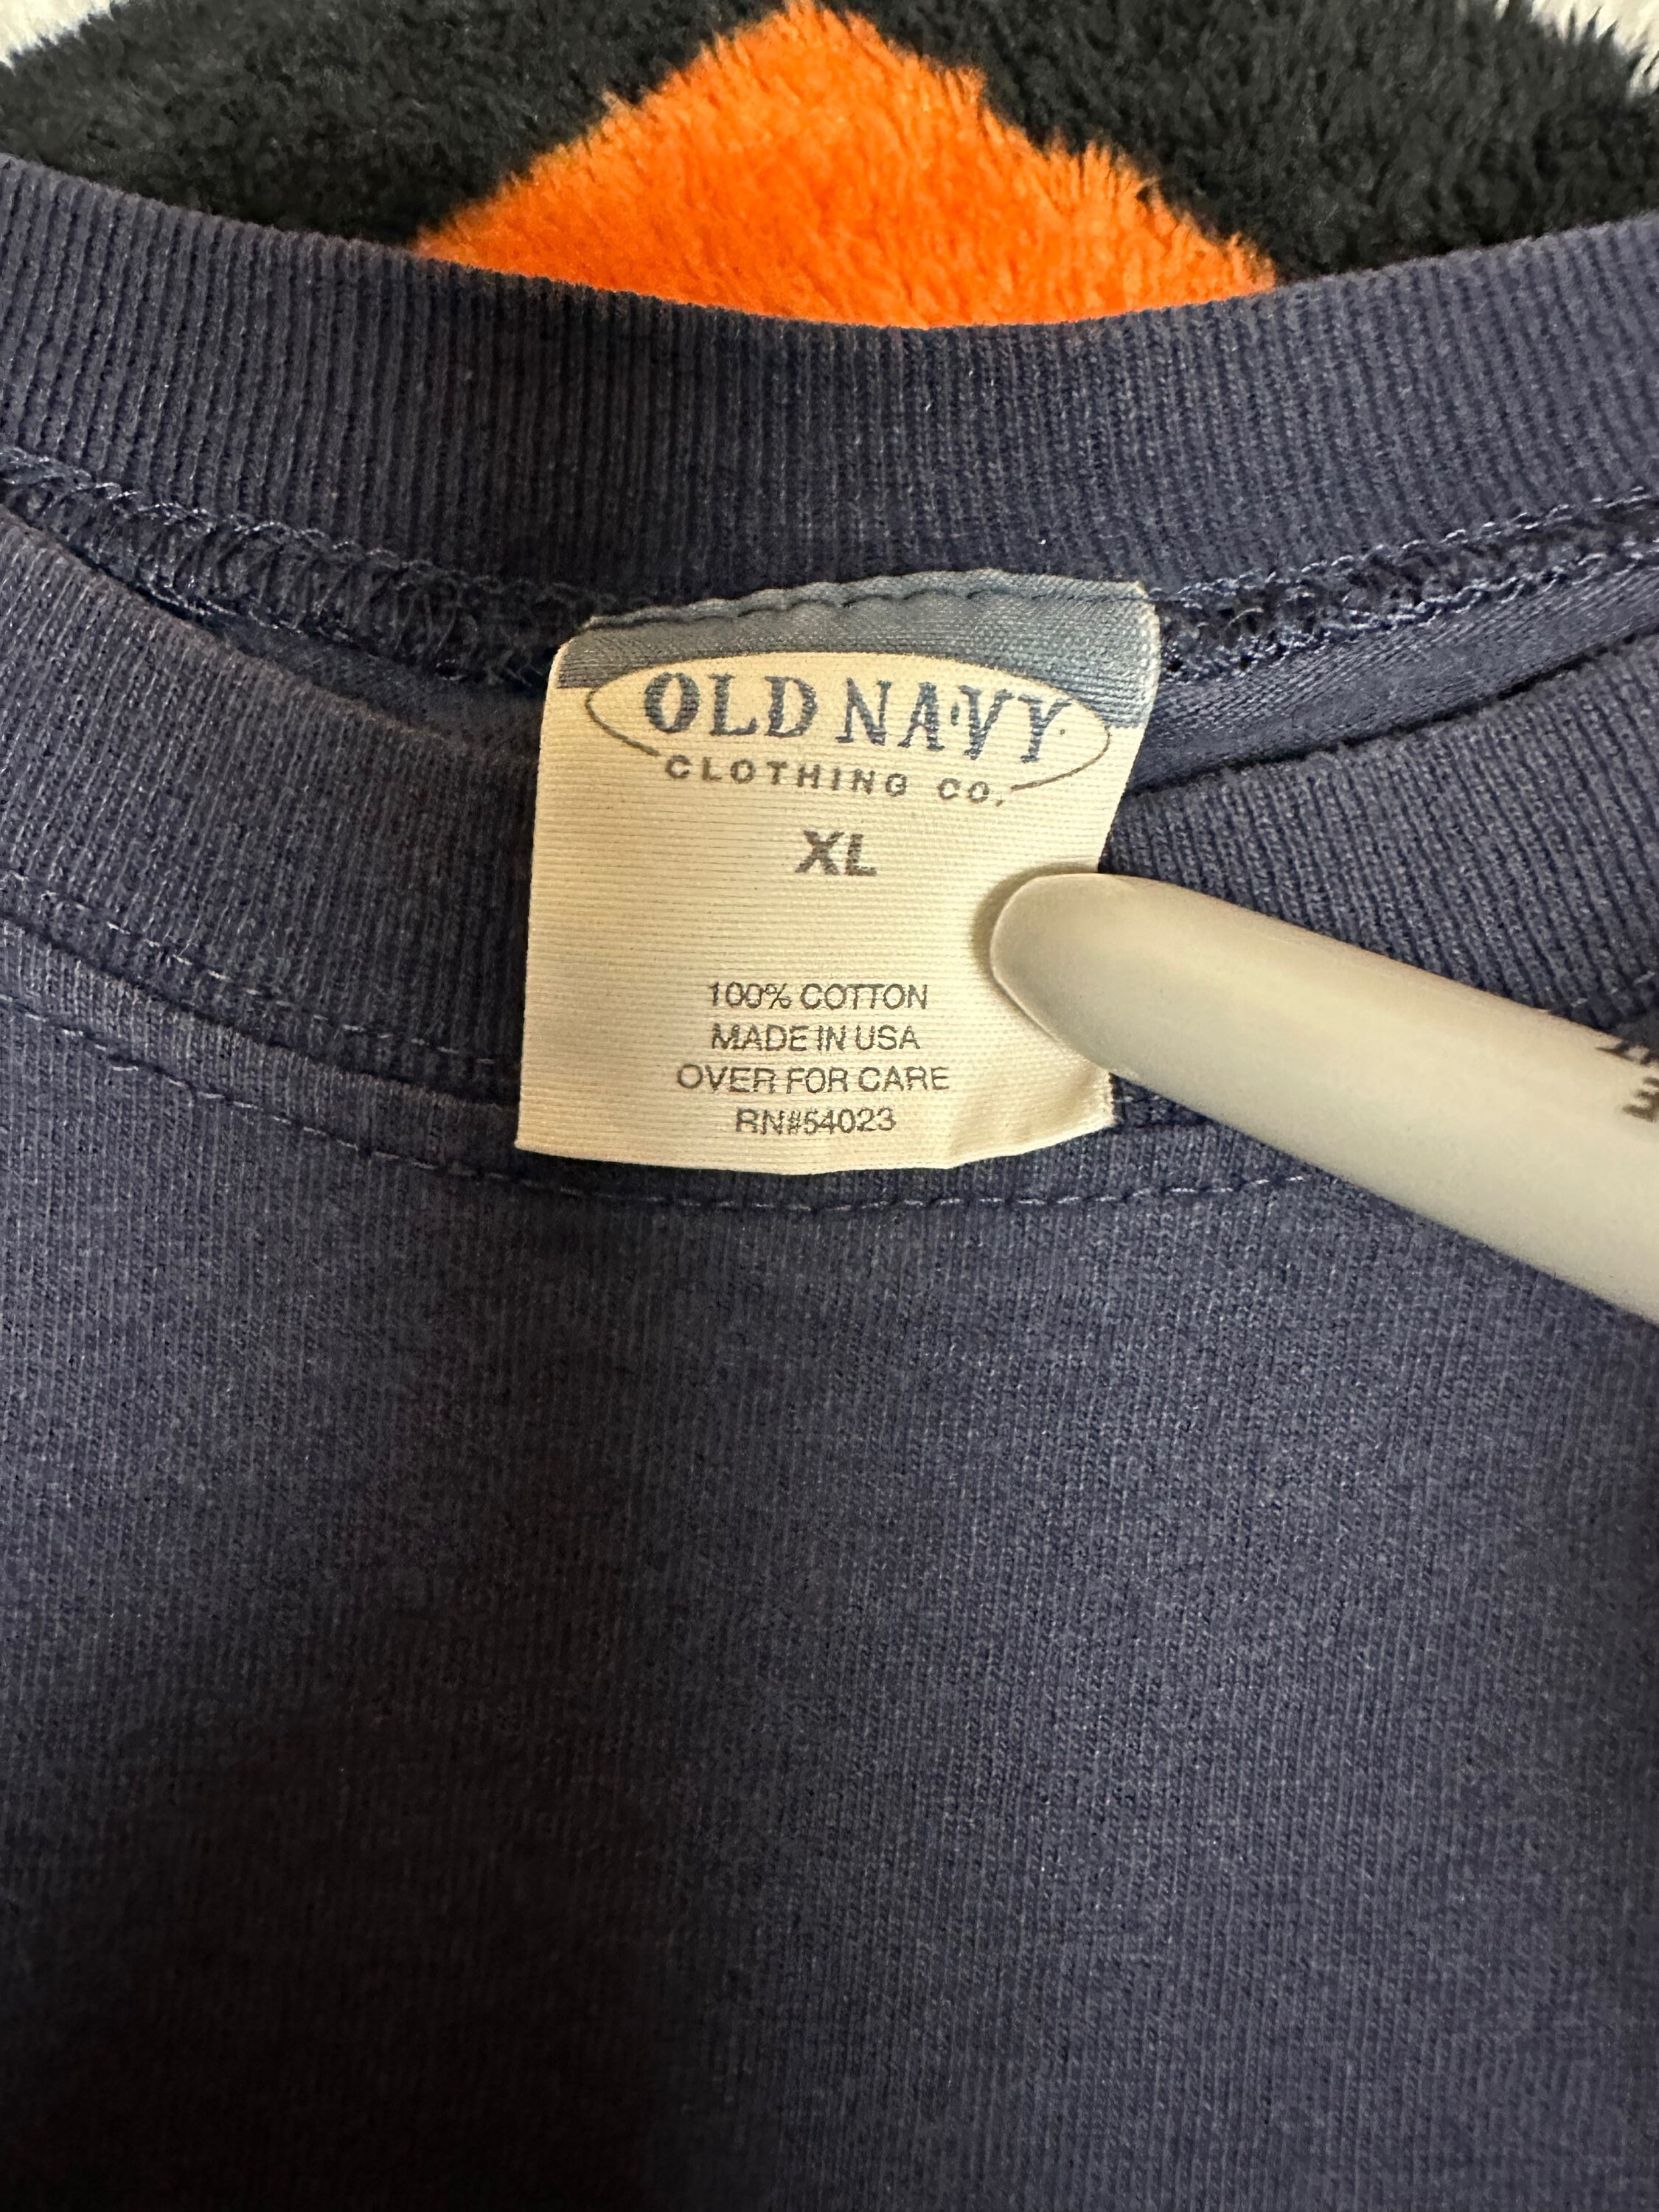 OLD NAVY
CLOTHING CO.
XL
100% COTTON
MADE IN USA
OVER FOR CARE
RN#54023